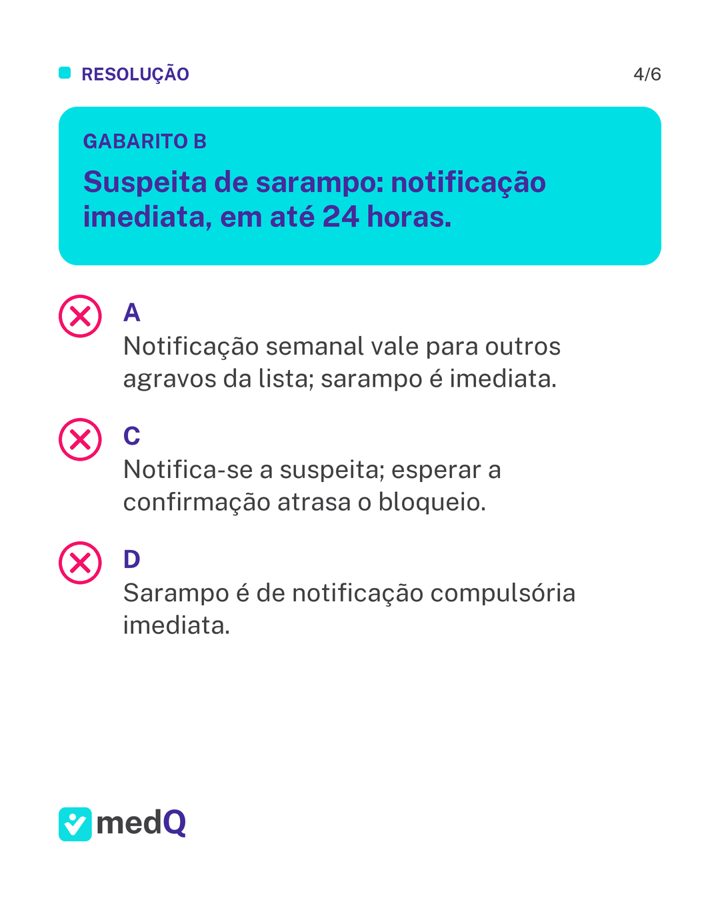 RESOLUÇÃO
4/6
GABARITO B
Suspeita de sarampo: notificação
imediata, em até 24 horas.
A
Notificação semanal vale para outros
agravos da lista; sarampo é imediata.
C
Notifica-se a suspeita; esperar a
confirmação atrasa o bloqueio.
D
Sarampo é de notificação compulsória
imediata.
medQ